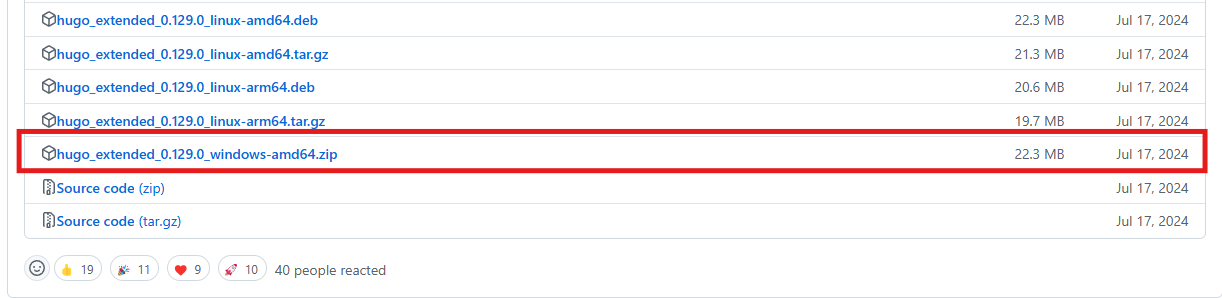 hugo_extended_0.129.0_linux-amd64.deb 22.3 MB Jul 17, 2024
hugo_extended_0.129.0_linux-amd64.tar.gz 21.3 MB Jul 17, 2024
hugo_extended_0.129.0_linux-arm64.deb 20.6 MB Jul 17, 2024
hugo_extended_0.129.0_linux-arm64.tar.gz 19.7 MB Jul 17, 2024
hugo_extended_0.129.0_windows-amd64.zip 22.3 MB Jul 17, 2024
Source code (zip) Jul 17, 2024
Source code (tar.gz) Jul 17, 2024
19 11 9 10 40 people reacted